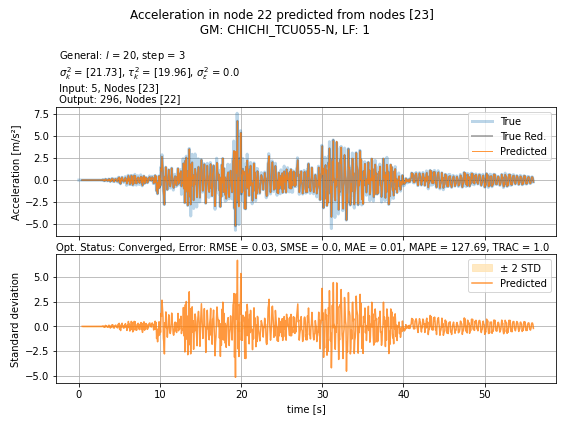 Acceleration in node 22 predicted from nodes [23]
GM: CHICHI_TCU055-N, LF: 1
General: l = 20, step = 3
σ²ₖ = [21.73], τ²ₖ = [19.96], σ²ε = 0.0
Input: 5, Nodes [23]
Output: 296, Nodes [22]
Acceleration [m/s²]
7.5
5.0
2.5
0.0
−2.5
−5.0
True
True Red.
Predicted
Opt. Status: Converged, Error: RMSE = 0.03, SMSE = 0.0, MAE = 0.01, MAPE = 127.69, TRAC = 1.0
Standard deviation
5.0
2.5
0.0
−2.5
−5.0
± 2 STD
Predicted
0 10 20 30 40 50
time [s]